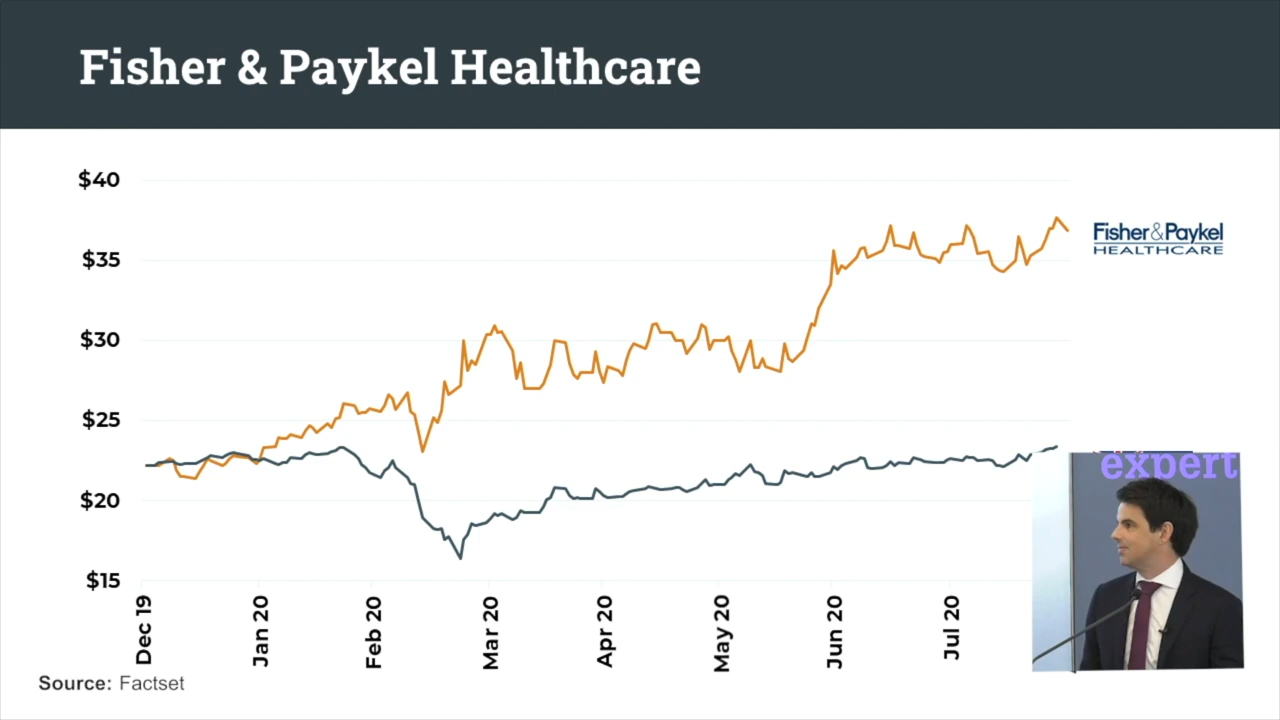 Fisher & Paykel Healthcare
$40
$35
$30
$25
$20
$15
Dec 19
Jan 20
Feb 20
Mar 20
Apr 20
May 20
Jun 20
Jul 20
Fisher&Paykel
HEALTHCARE
expert
Source: Factset